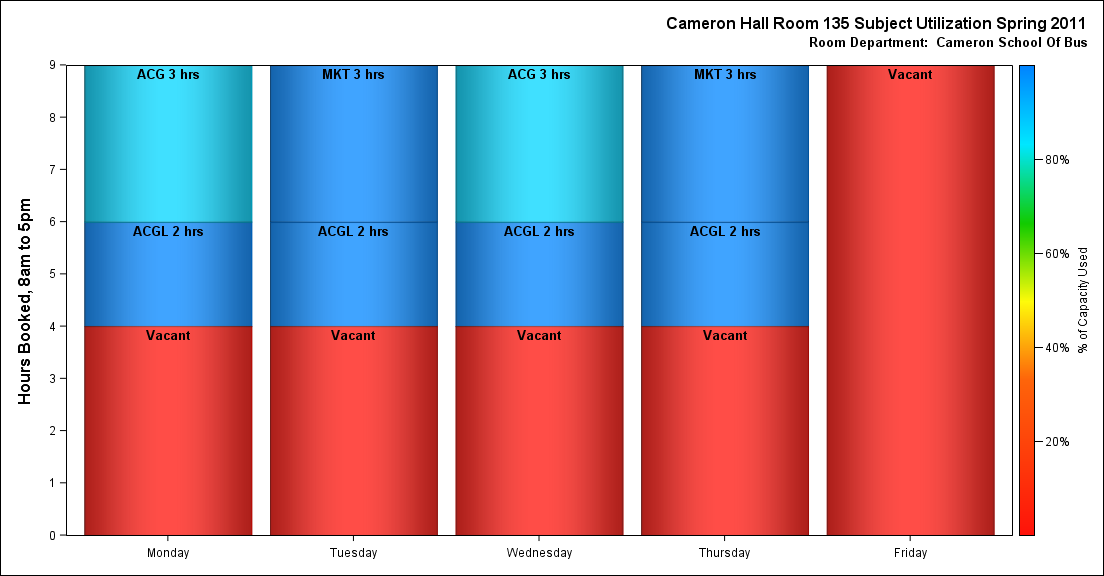 Cameron Hall Room 135 Subject Utilization Spring 2011
Room Department:  Cameron School Of Bus
Hours Booked, 8am to 5pm
9
8
7
6
5
4
3
2
1
0
ACG 3 hrs
ACGL 2 hrs
Vacant
MKT 3 hrs
ACGL 2 hrs
Vacant
ACG 3 hrs
ACGL 2 hrs
Vacant
MKT 3 hrs
ACGL 2 hrs
Vacant
Vacant
Monday
Tuesday
Wednesday
Thursday
Friday
80%
60%
40%
20%
% of Capacity Used